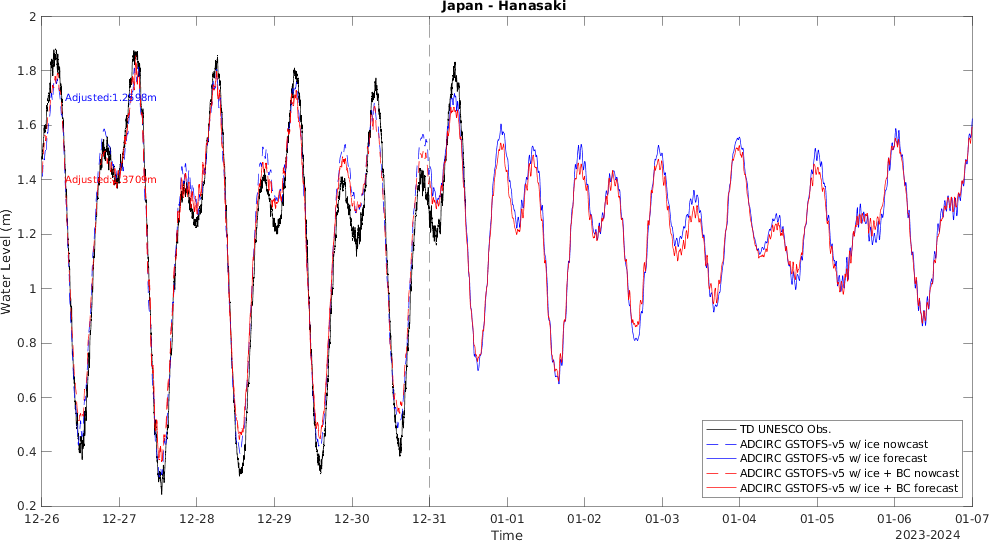 Japan - Hanasaki
Water Level (m)
2
1.8
1.6
1.4
1.2
1
0.8
0.6
0.4
0.2
Adjusted:1.2598m
TD UNESCO Obs.
ADCIRC GSTOFS-v5 w/ ice nowcast
ADCIRC GSTOFS-v5 w/ ice forecast
ADCIRC GSTOFS-v5 w/ ice + BC nowcast
ADCIRC GSTOFS-v5 w/ ice + BC forecast
12-26 12-27 12-28 12-29 12-30 12-31 01-01 01-02 01-03 01-04 01-05 01-06 01-07
Time
2023-2024